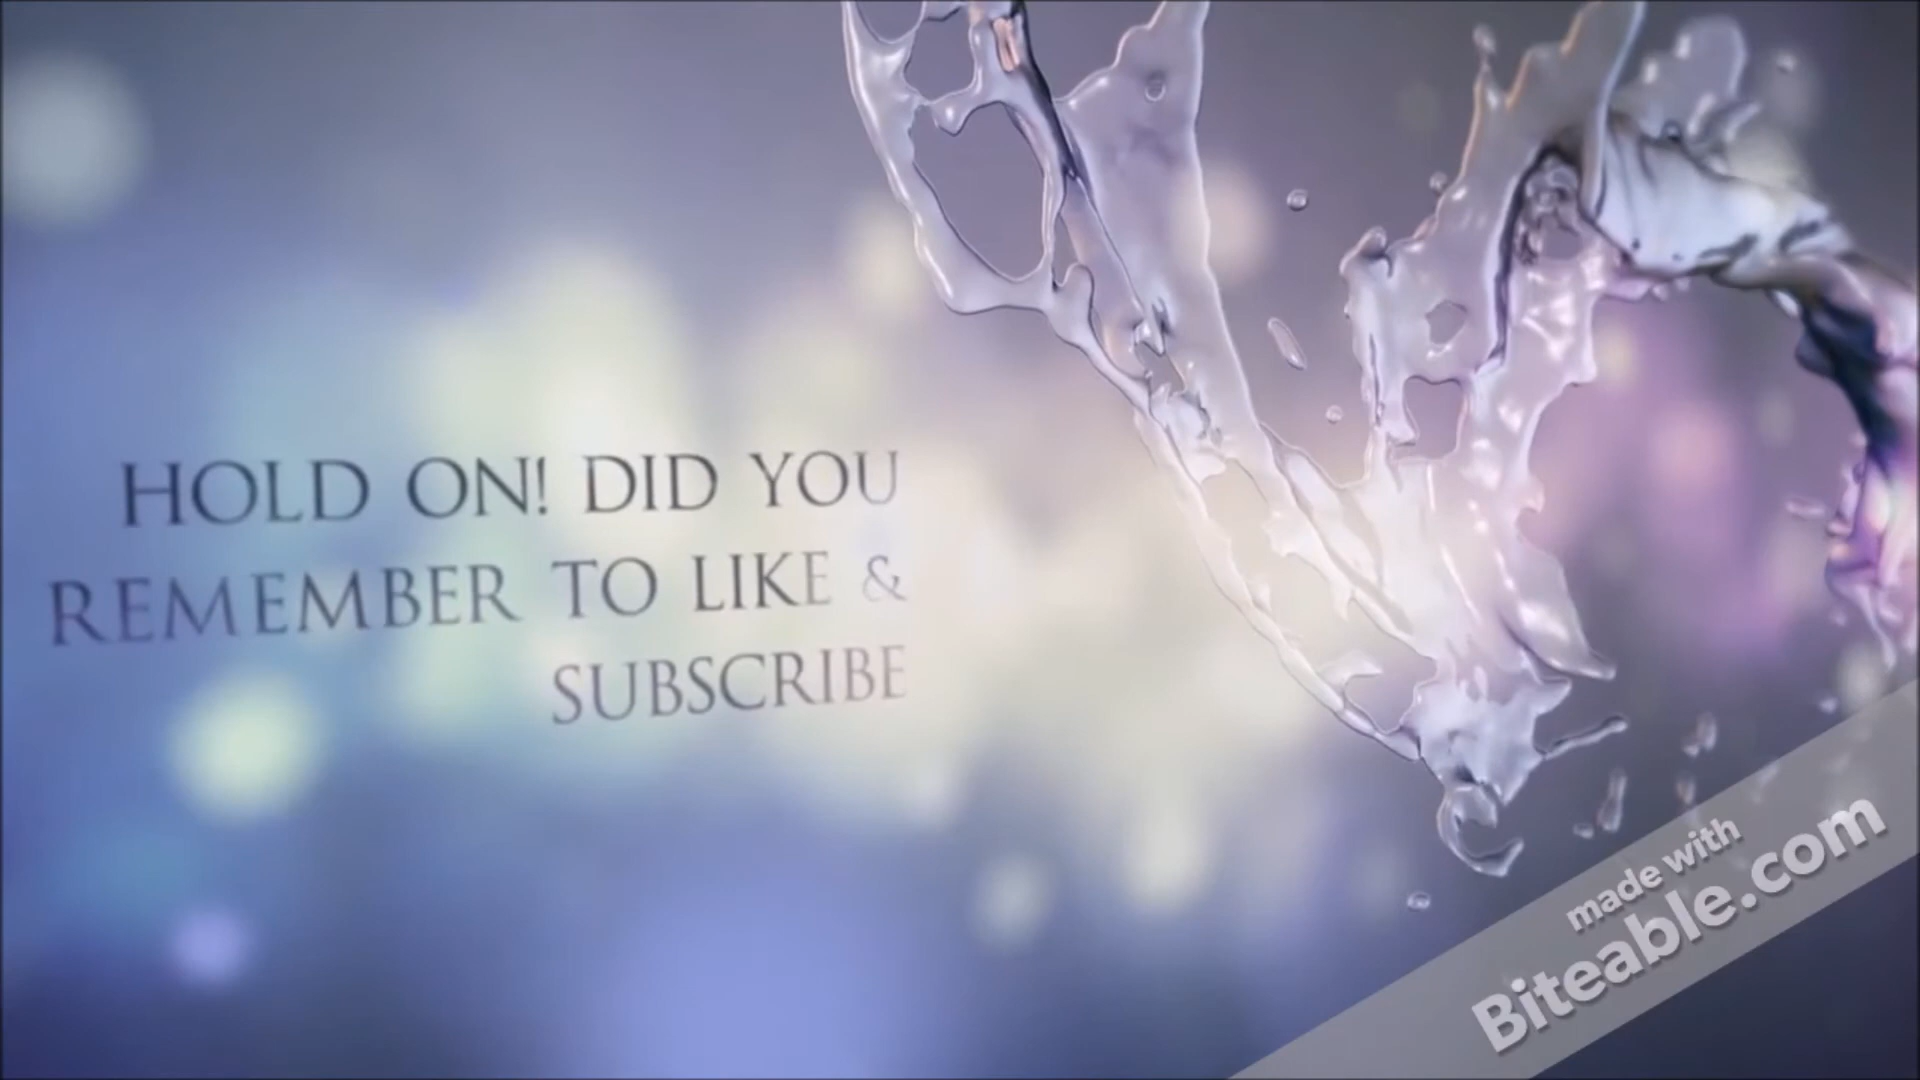 HOLD ON! DID YOU
REMEMBER TO LIKE &
SUBSCRIBE
made with
Biteable.com